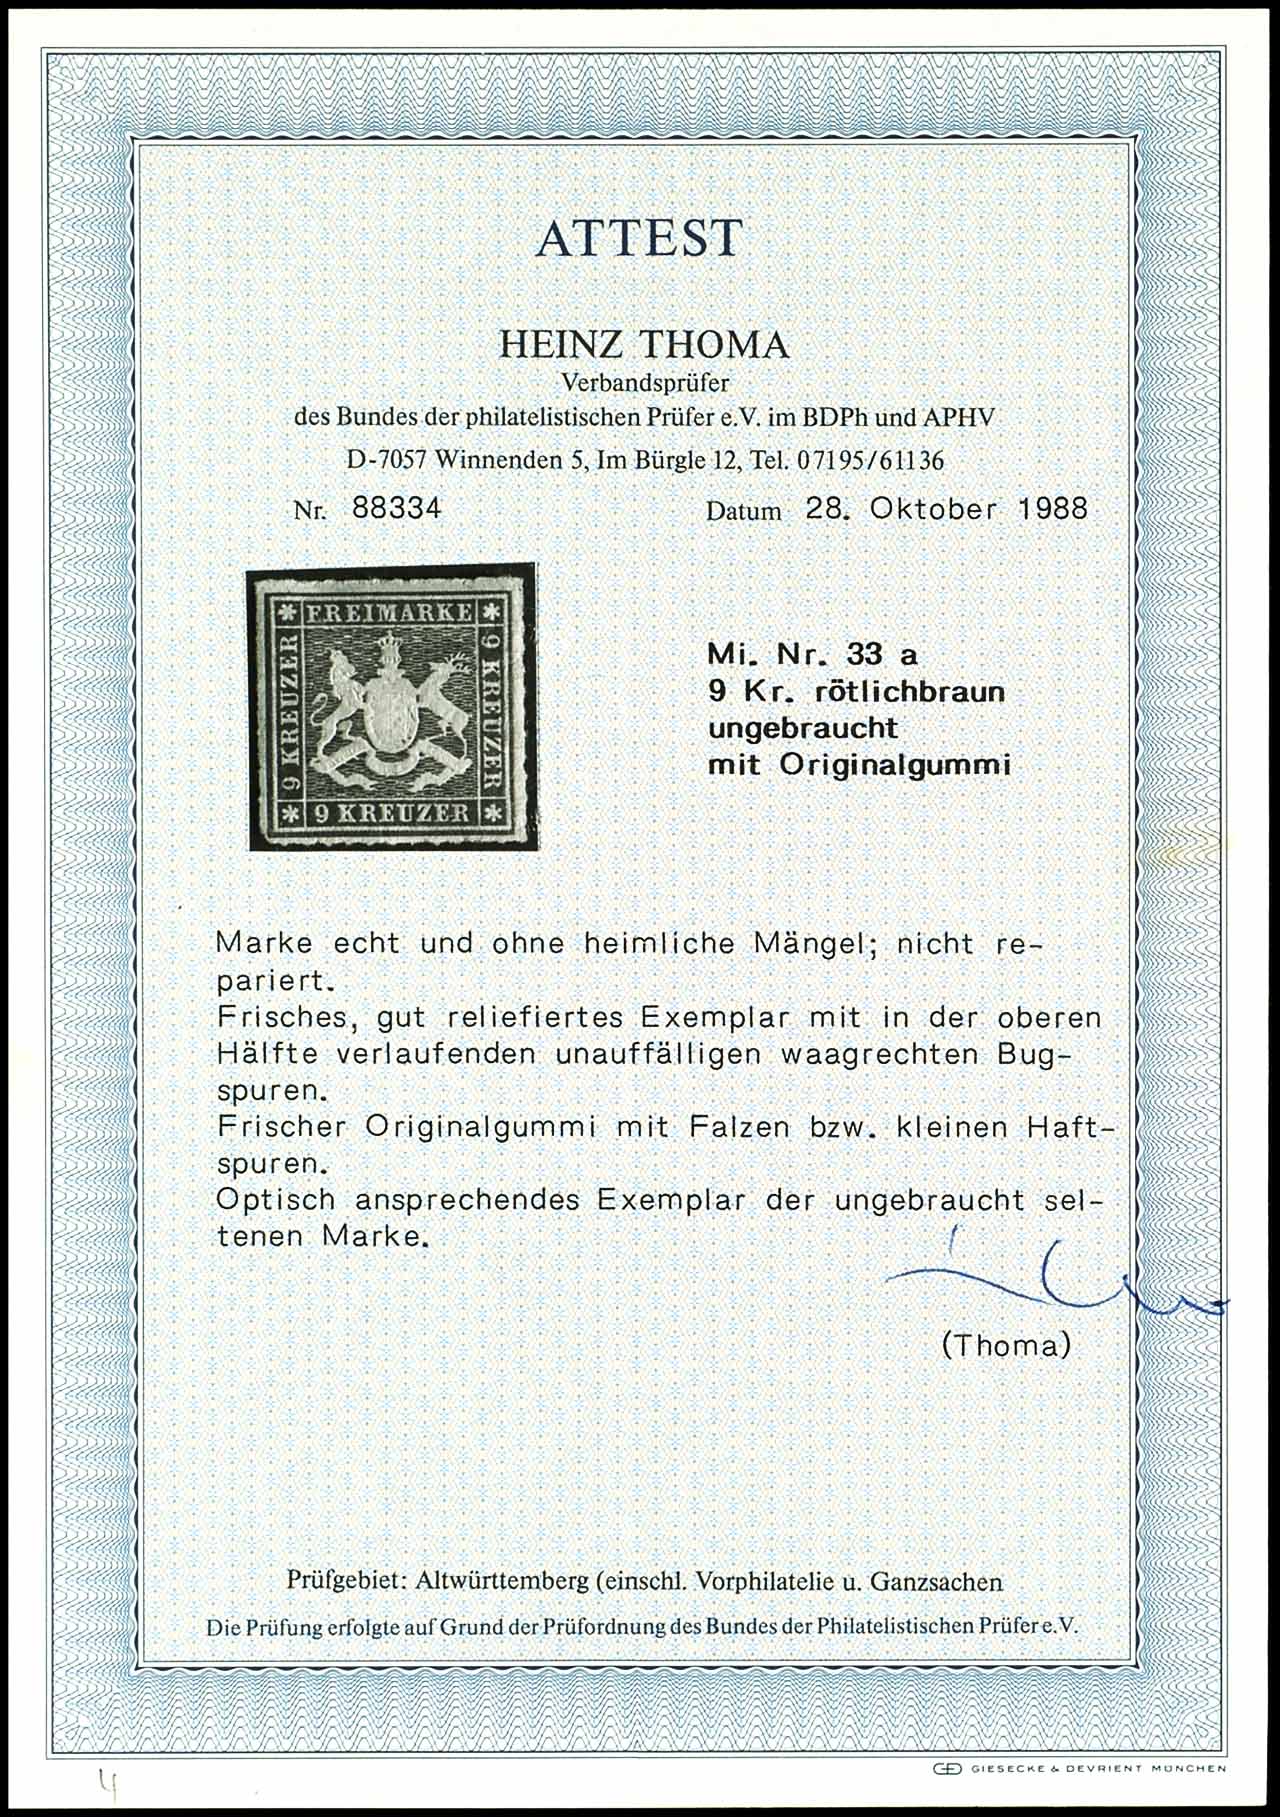 ATTEST
HEINZ THOMA
Verbandsprüfer
des Bundes der philatelistischen Prüfer e.V. im BDPh und APHV
D-7057 Winnenden 5, Im Bürgle 12, Tel. 07195/61136
Nr. 88334 Datum 28. Oktober 1988
FREIMARKE
9 KREUZER
9 KREUZER
9 KREUZER
Mi. Nr. 33 a
9 Kr. rötlichbraun
ungebraucht
mit Originalgummi
Marke echt und ohne heimliche Mängel; nicht re-
pariert.
Frisches, gut reliefiertes Exemplar mit in der oberen
Hälfte verlaufenden unauffälligen waagrechten Bug-
spuren.
Frischer Originalgummi mit Falzen bzw. kleinen Haft-
spuren.
Optisch ansprechendes Exemplar der ungebraucht sel-
tenen Marke.
(Thoma)
Prüfgebiet: Altwürttemberg (einschl. Vorphilatelie u. Ganzsachen
Die Prüfung erfolgte auf Grund der Prüfordnung des Bundes der Philatelistischen Prüfer e.V.
GIESECKE & DEVRIENT MÜNCHEN